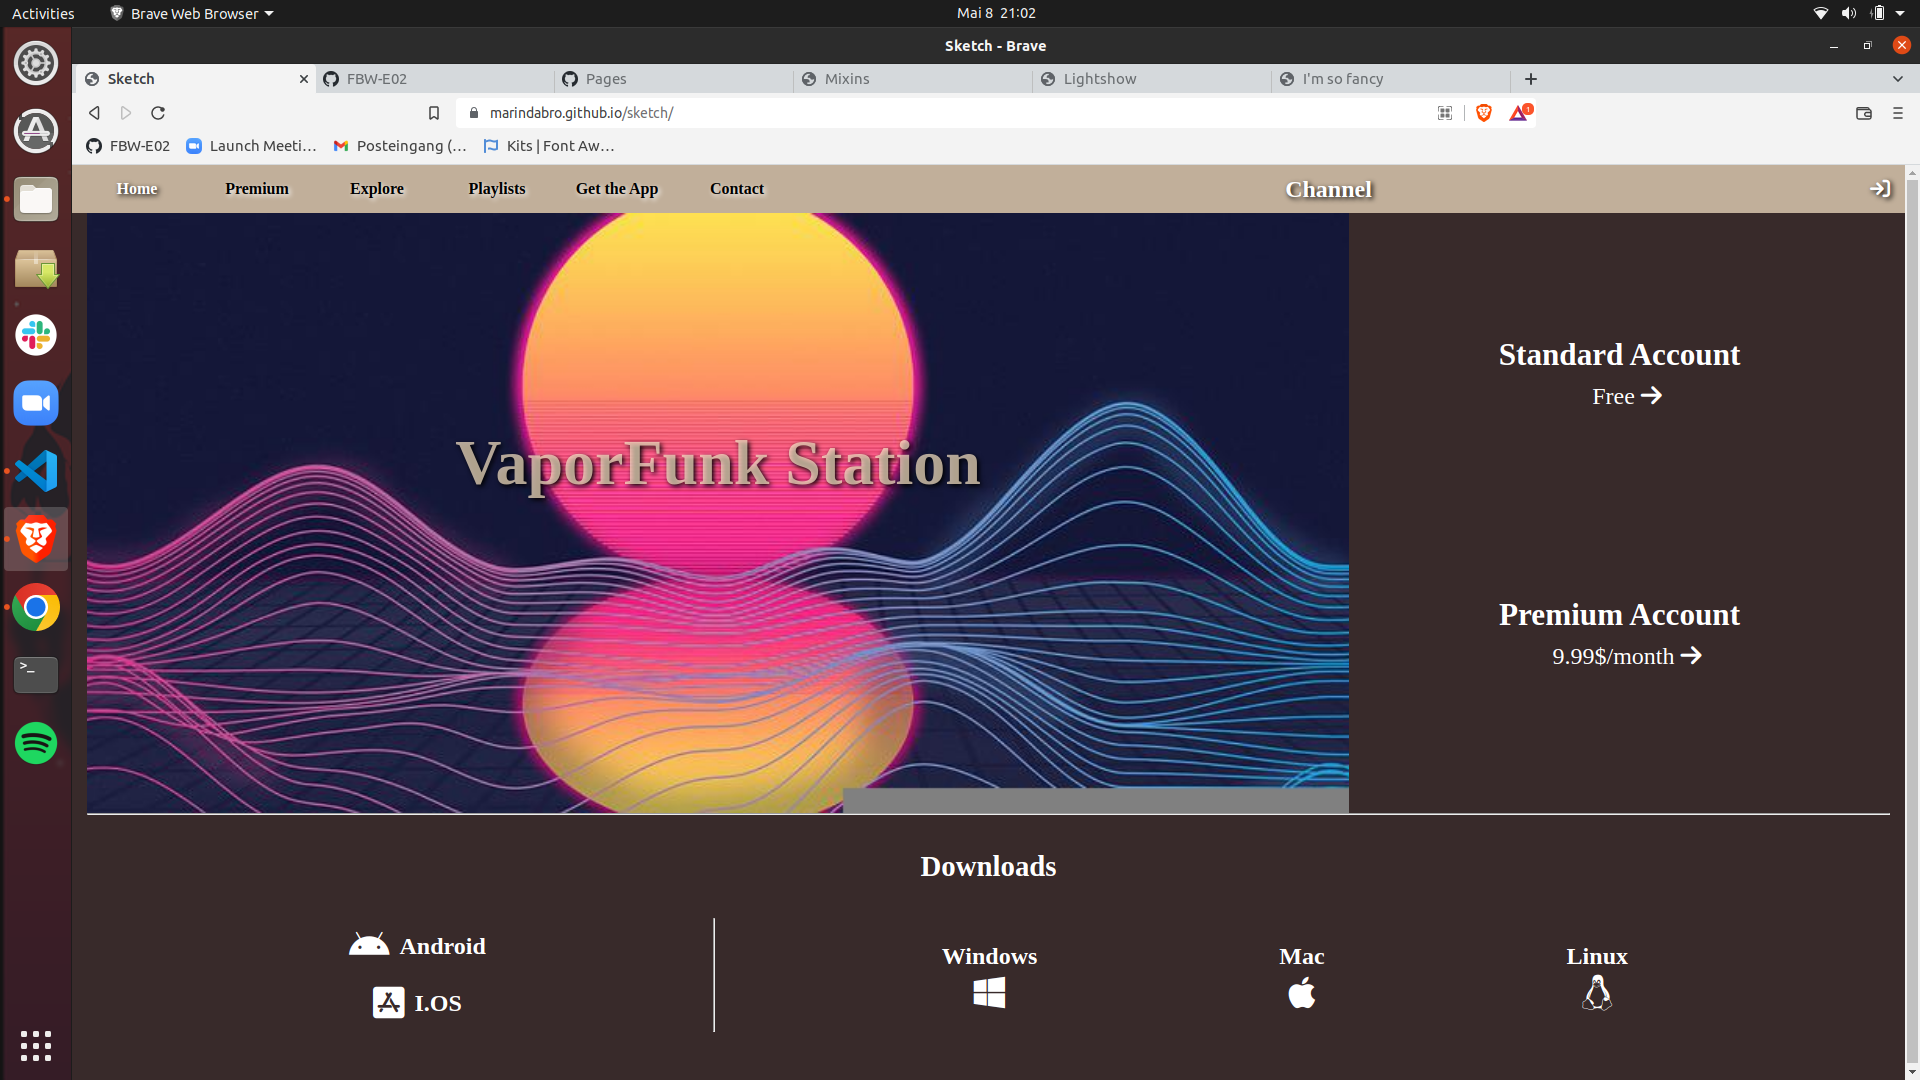 Activities Brave Web Browser Mai 8 21:02
Sketch - Brave
Sketch FBW-E02 Pages Mixins Lightshow I'm so fancy
marindabro.github.io/sketch/ 1
FBW-E02 Launch Meeti... Posteingang (... Kits | Font Aw...
Home Premium Explore Playlists Get the App Contact Channel
Standard Account
Free
VaporFunk Station
Premium Account
9.99$/month
Downloads
Android
I.OS
Windows Mac Linux